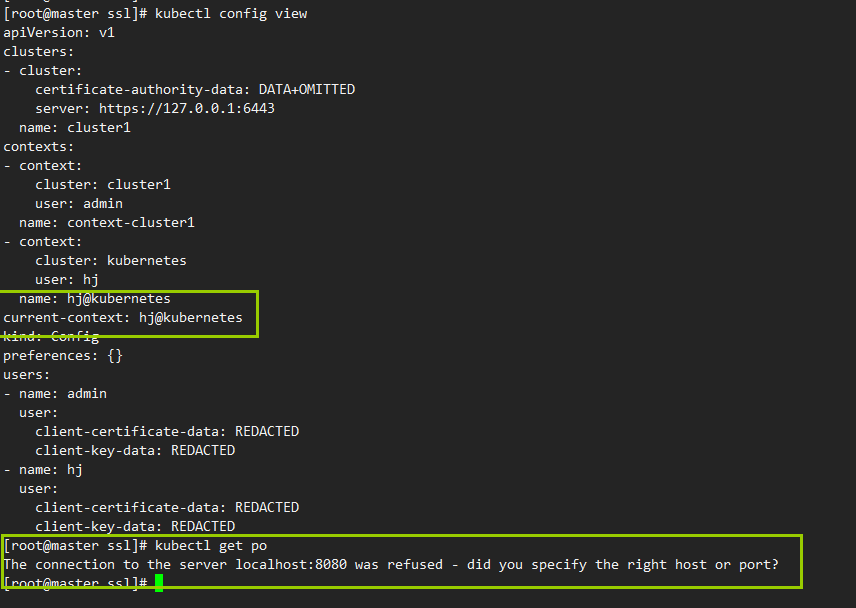 [root@master ssl]# kubectl config view
apiVersion: v1
clusters:
- cluster:
    certificate-authority-data: DATA+OMITTED
    server: https://127.0.0.1:6443
  name: cluster1
contexts:
- context:
    cluster: cluster1
    user: admin
  name: context-cluster1
- context:
    cluster: kubernetes
    user: hj
  name: hj@kubernetes
current-context: hj@kubernetes
kind: Config
preferences: {}
users:
- name: admin
  user:
    client-certificate-data: REDACTED
    client-key-data: REDACTED
- name: hj
  user:
    client-certificate-data: REDACTED
    client-key-data: REDACTED
[root@master ssl]# kubectl get po
The connection to the server localhost:8080 was refused - did you specify the right host or port?
[root@master ssl]#